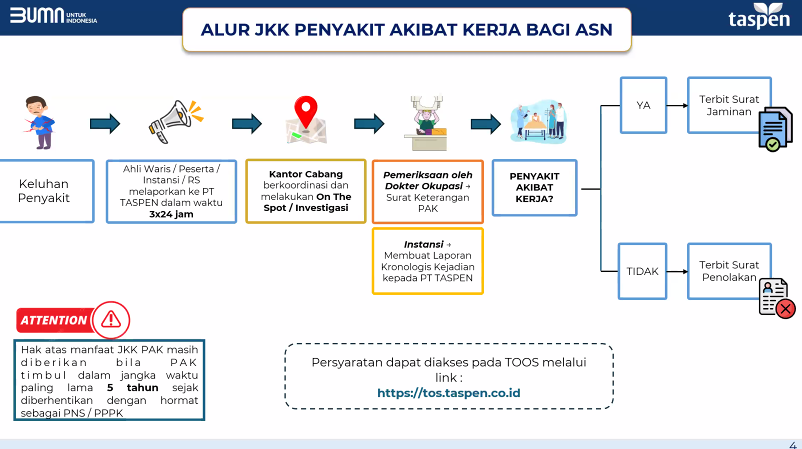 BUMN UNTUK
INDONESIA
taspen
ALUR JKK PENYAKIT AKIBAT KERJA BAGI ASN
Keluhan
Penyakit
Ahli Waris / Peserta /
Instansi / RS
melaporkan ke PT
TASPEN dalam waktu
3x24 jam
Kantor Cabang
berkoordinasi dan
melakukan On The
Spot / Investigasi
Pemeriksaan oleh
Dokter Okupasi →
Surat Keterangan
PAK
Instansi →
Membuat Laporan
Kronologis Kejadian
kepada PT TASPEN
PENYAKIT
AKIBAT
KERJA?
YA
Terbit Surat
Jaminan
TIDAK
Terbit Surat
Penolakan
ATTENTION
Hak atas manfaat JKK PAK masih
diberikan bila PAK
timbul dalam jangka waktu
paling lama 5 tahun sejak
diberhentikan dengan hormat
sebagai PNS / PPPK
Persyaratan dapat diakses pada TOOS melalui
link :
https://tos.taspen.co.id
4